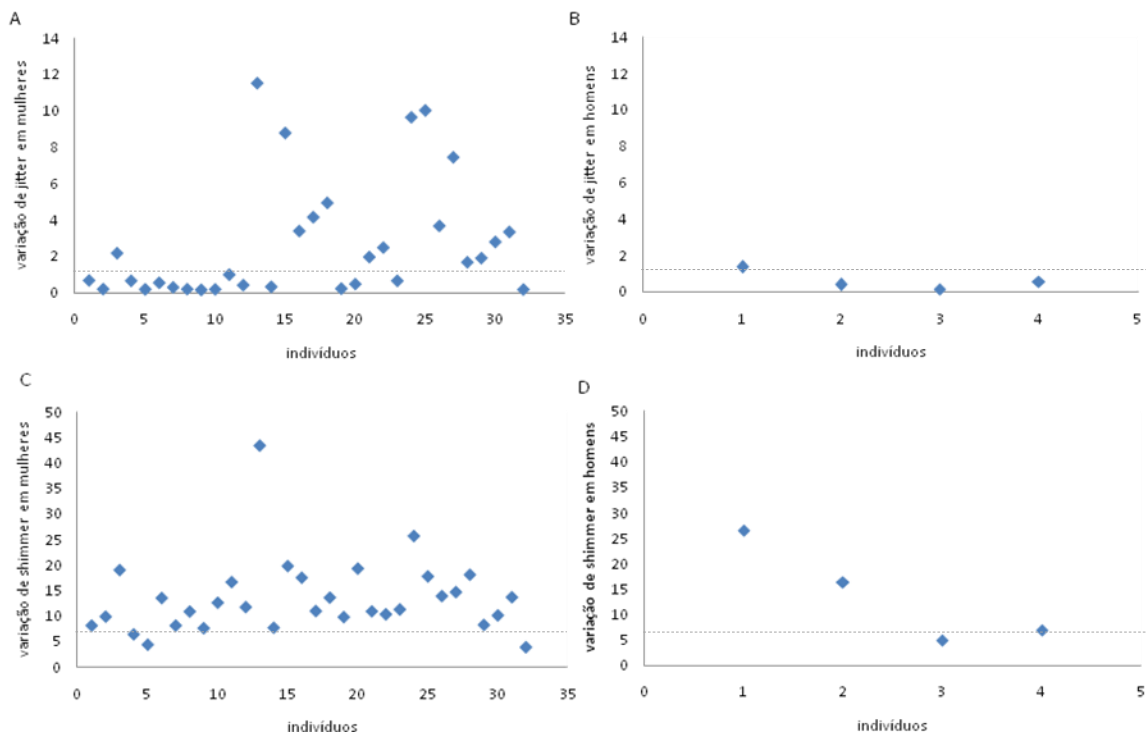 A
variação de jitter em mulheres
14
12
10
8
6
4
2
0
0 5 10 15 20 25 30 35
indivíduos
B
variação de jitter em homens
14
12
10
8
6
4
2
0
0 1 2 3 4 5
indivíduos
C
variação de shimmer em mulheres
50
45
40
35
30
25
20
15
10
5
0
0 5 10 15 20 25 30 35
indivíduos
D
variação de shimmer em homens
50
45
40
35
30
25
20
15
10
5
0
0 1 2 3 4 5
indivíduos